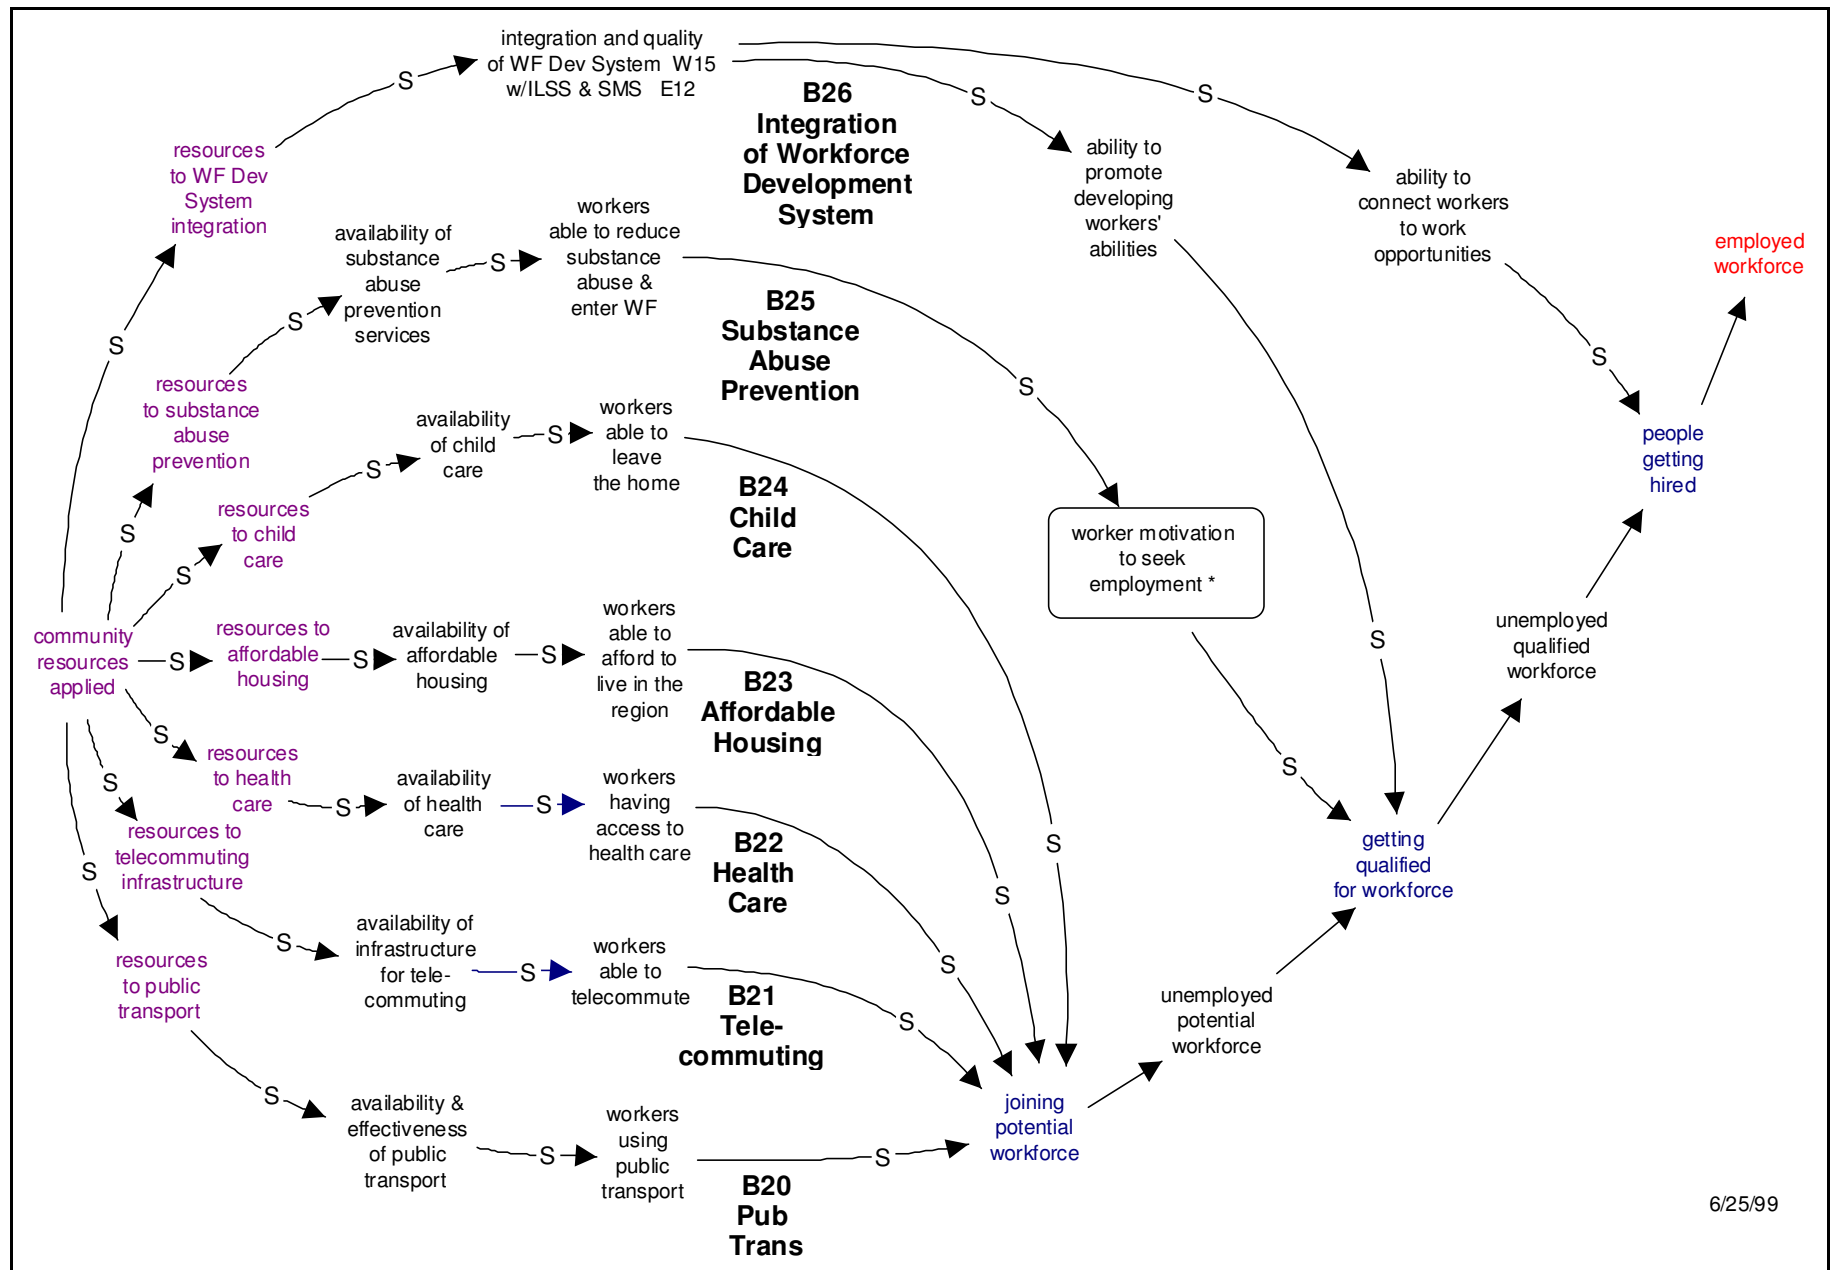 integration and quality
of WF Dev System W15
w/ILSS & SMS E12
S
S
S
B26
Integration
of Workforce
Development
System
resources
to WF Dev
System
integration
ability to
promote
developing
workers'
abilities
ability to
connect workers
to work
opportunities
employed
workforce
S
availability of
substance
abuse
prevention
services
S
workers
able to reduce
substance
abuse &
enter WF
B25
Substance
Abuse
Prevention
S
S
S
resources
to substance
abuse
prevention
S
availability
of child
care
S
workers
able to
leave
the home
B24
Child
Care
people
getting
hired
S
resources
to child
care
S
S
worker motivation
to seek
employment *
community
resources
applied
S
resources to
affordable
housing
S
availability of
affordable
housing
S
workers
able to
afford to
live in the
region
B23
Affordable
Housing
S
unemployed
qualified
workforce
S
resources
to health
care
S
availability
of health
care
S
workers
having
access to
health care
B22
Health
Care
S
S
S
getting
qualified
for workforce
S
resources to
telecommuting
infrastructure
S
S
availability of
infrastructure
for tele-
commuting
S
workers
able to
telecommute
B21
Tele-
commuting
S
S
unemployed
potential
workforce
S
resources
to public
transport
S
availability &
effectiveness
of public
transport
S
workers
using
public
transport
B20
Pub
Trans
S
joining
potential
workforce
6/25/99